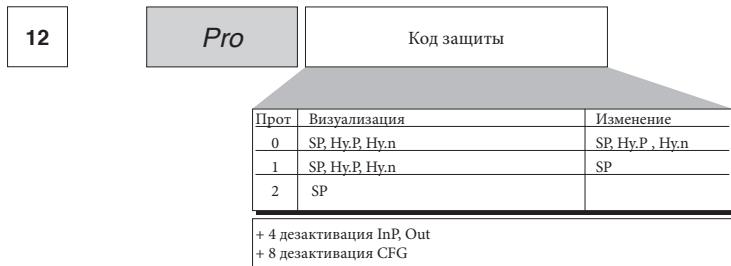 12 Pro Код защиты
Прот Визуализация Изменение
0 SP, Hy.P, Hy.n SP, Hy.P , Hy.n
1 SP, Hy.P, Hy.n SP
2 SP
+ 4 дезактивация InP, Out
+ 8 дезактивация CFG